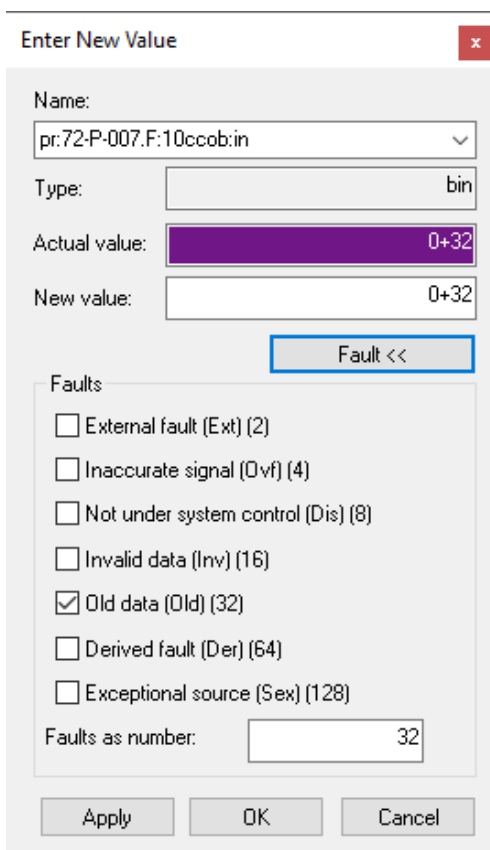 Enter New Value
x
Name:
pr:72-P-007.F:10ccob:in
Type:
bin
Actual value:
0+32
New value:
0+32
Fault <<
Faults
External fault (Ext) (2)
Inaccurate signal (Ovf) (4)
Not under system control (Dis) (8)
Invalid data (Inv) (16)
Old data (Old) (32)
Derived fault (Der) (64)
Exceptional source (Sex) (128)
Faults as number:
32
Apply
OK
Cancel